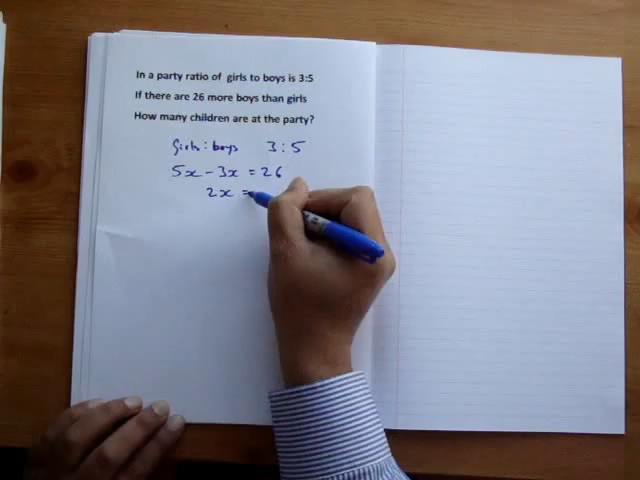 In a party ratio of girls to boys is 3:5
If there are 26 more boys than girls
How many children are at the party?
Girls : boys 3 : 5
5x - 3x = 26
2x =